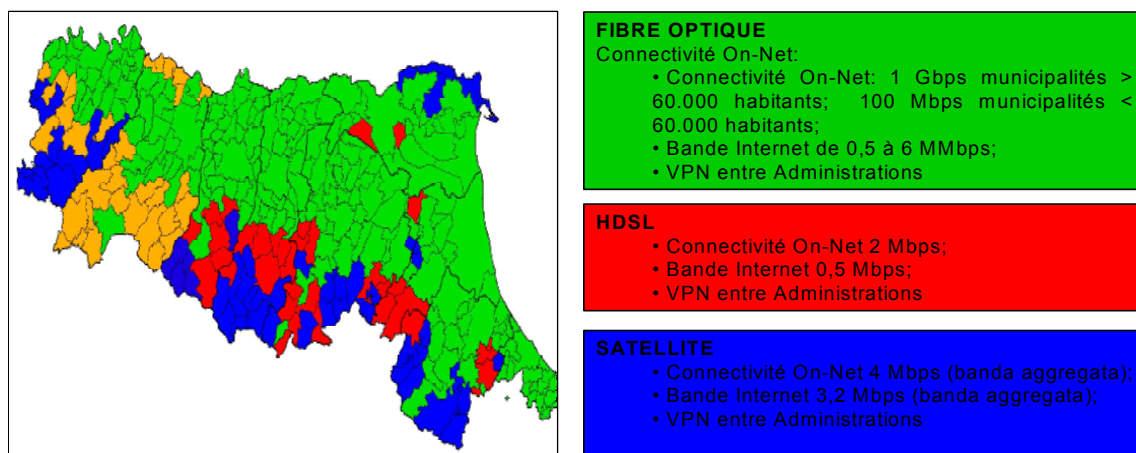 FIBRE OPTIQUE
Connectivité On-Net:
• Connectivité On-Net: 1 Gbps municipalités >
60.000 habitants; 100 Mbps municipalités <
60.000 habitants;
• Bande Internet de 0,5 à 6 MMbps;
• VPN entre Administrations
HDSL
• Connectivité On-Net 2 Mbps;
• Bande Internet 0,5 Mbps;
• VPN entre Administrations
SATELLITE
• Connectivité On-Net 4 Mbps (banda aggregata);
• Bande Internet 3,2 Mbps (banda aggregata);
• VPN entre Administrations